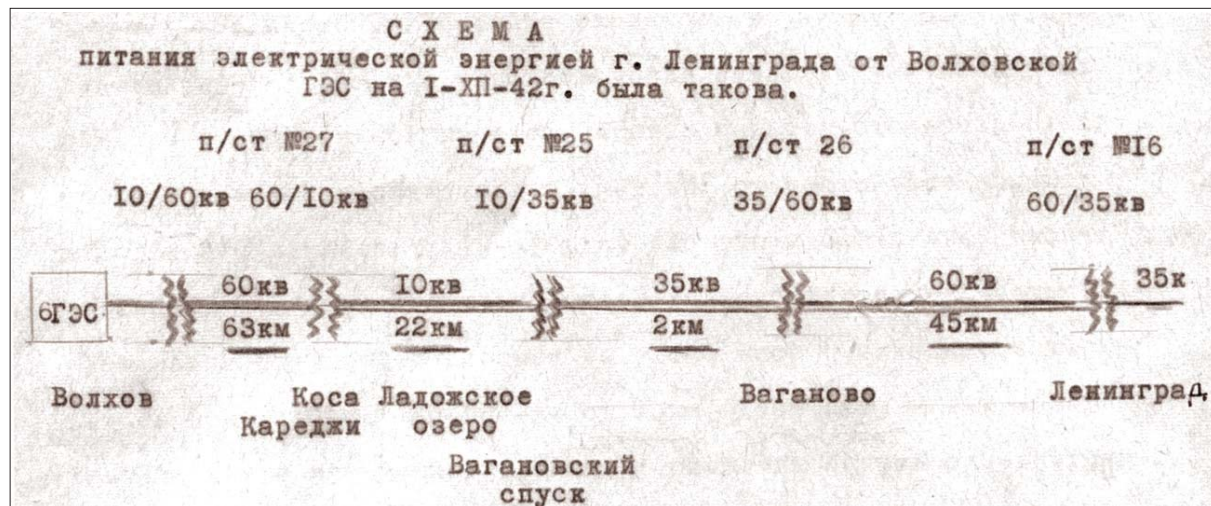 С Х Е М А
питания электрической энергией г. Ленинграда от Волховской
ГЭС на I-ХП-42г. была такова.
п/ст №27 п/ст №25 п/ст 26 п/ст №I6
I0/60кв 60/I0кв I0/35кв 35/60кв 60/35кв
60кв I0кв 35кв 60кв 35к
6ГЭС
63км 22км 2км 45км
Волхов Коса Ладожское Ваганово Ленинград
Кареджи озеро
Вагановский
спуск